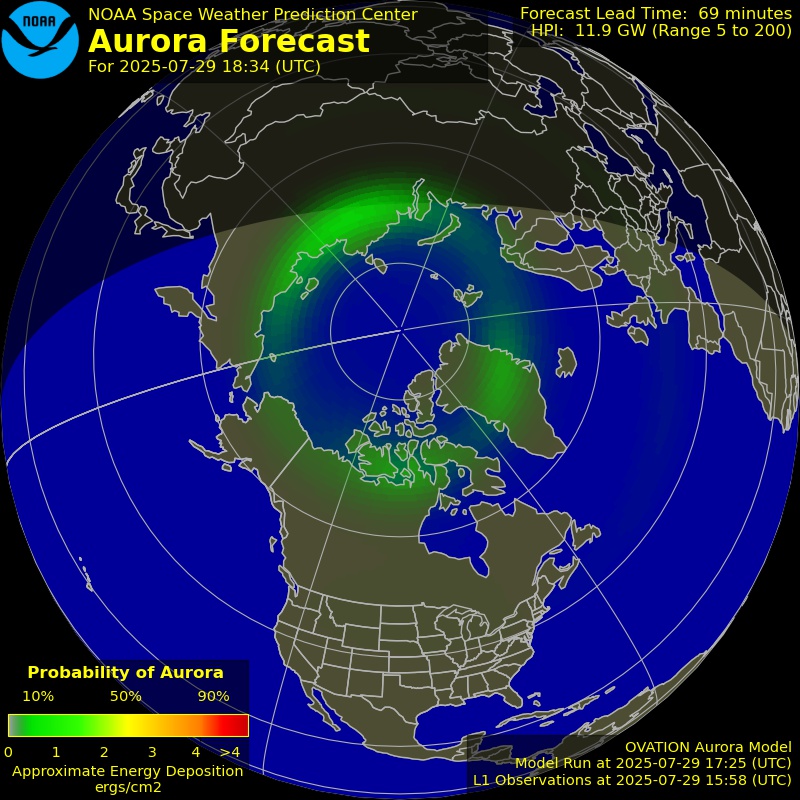 NOAA
NOAA Space Weather Prediction Center
Aurora Forecast
For 2025-07-29 18:34 (UTC)
Forecast Lead Time: 69 minutes
HPI: 11.9 GW (Range 5 to 200)
Probability of Aurora
10% 50% 90%
0 1 2 3 4 >4
Approximate Energy Deposition
ergs/cm2
OVATION Aurora Model
Model Run at 2025-07-29 17:25 (UTC)
L1 Observations at 2025-07-29 15:58 (UTC)